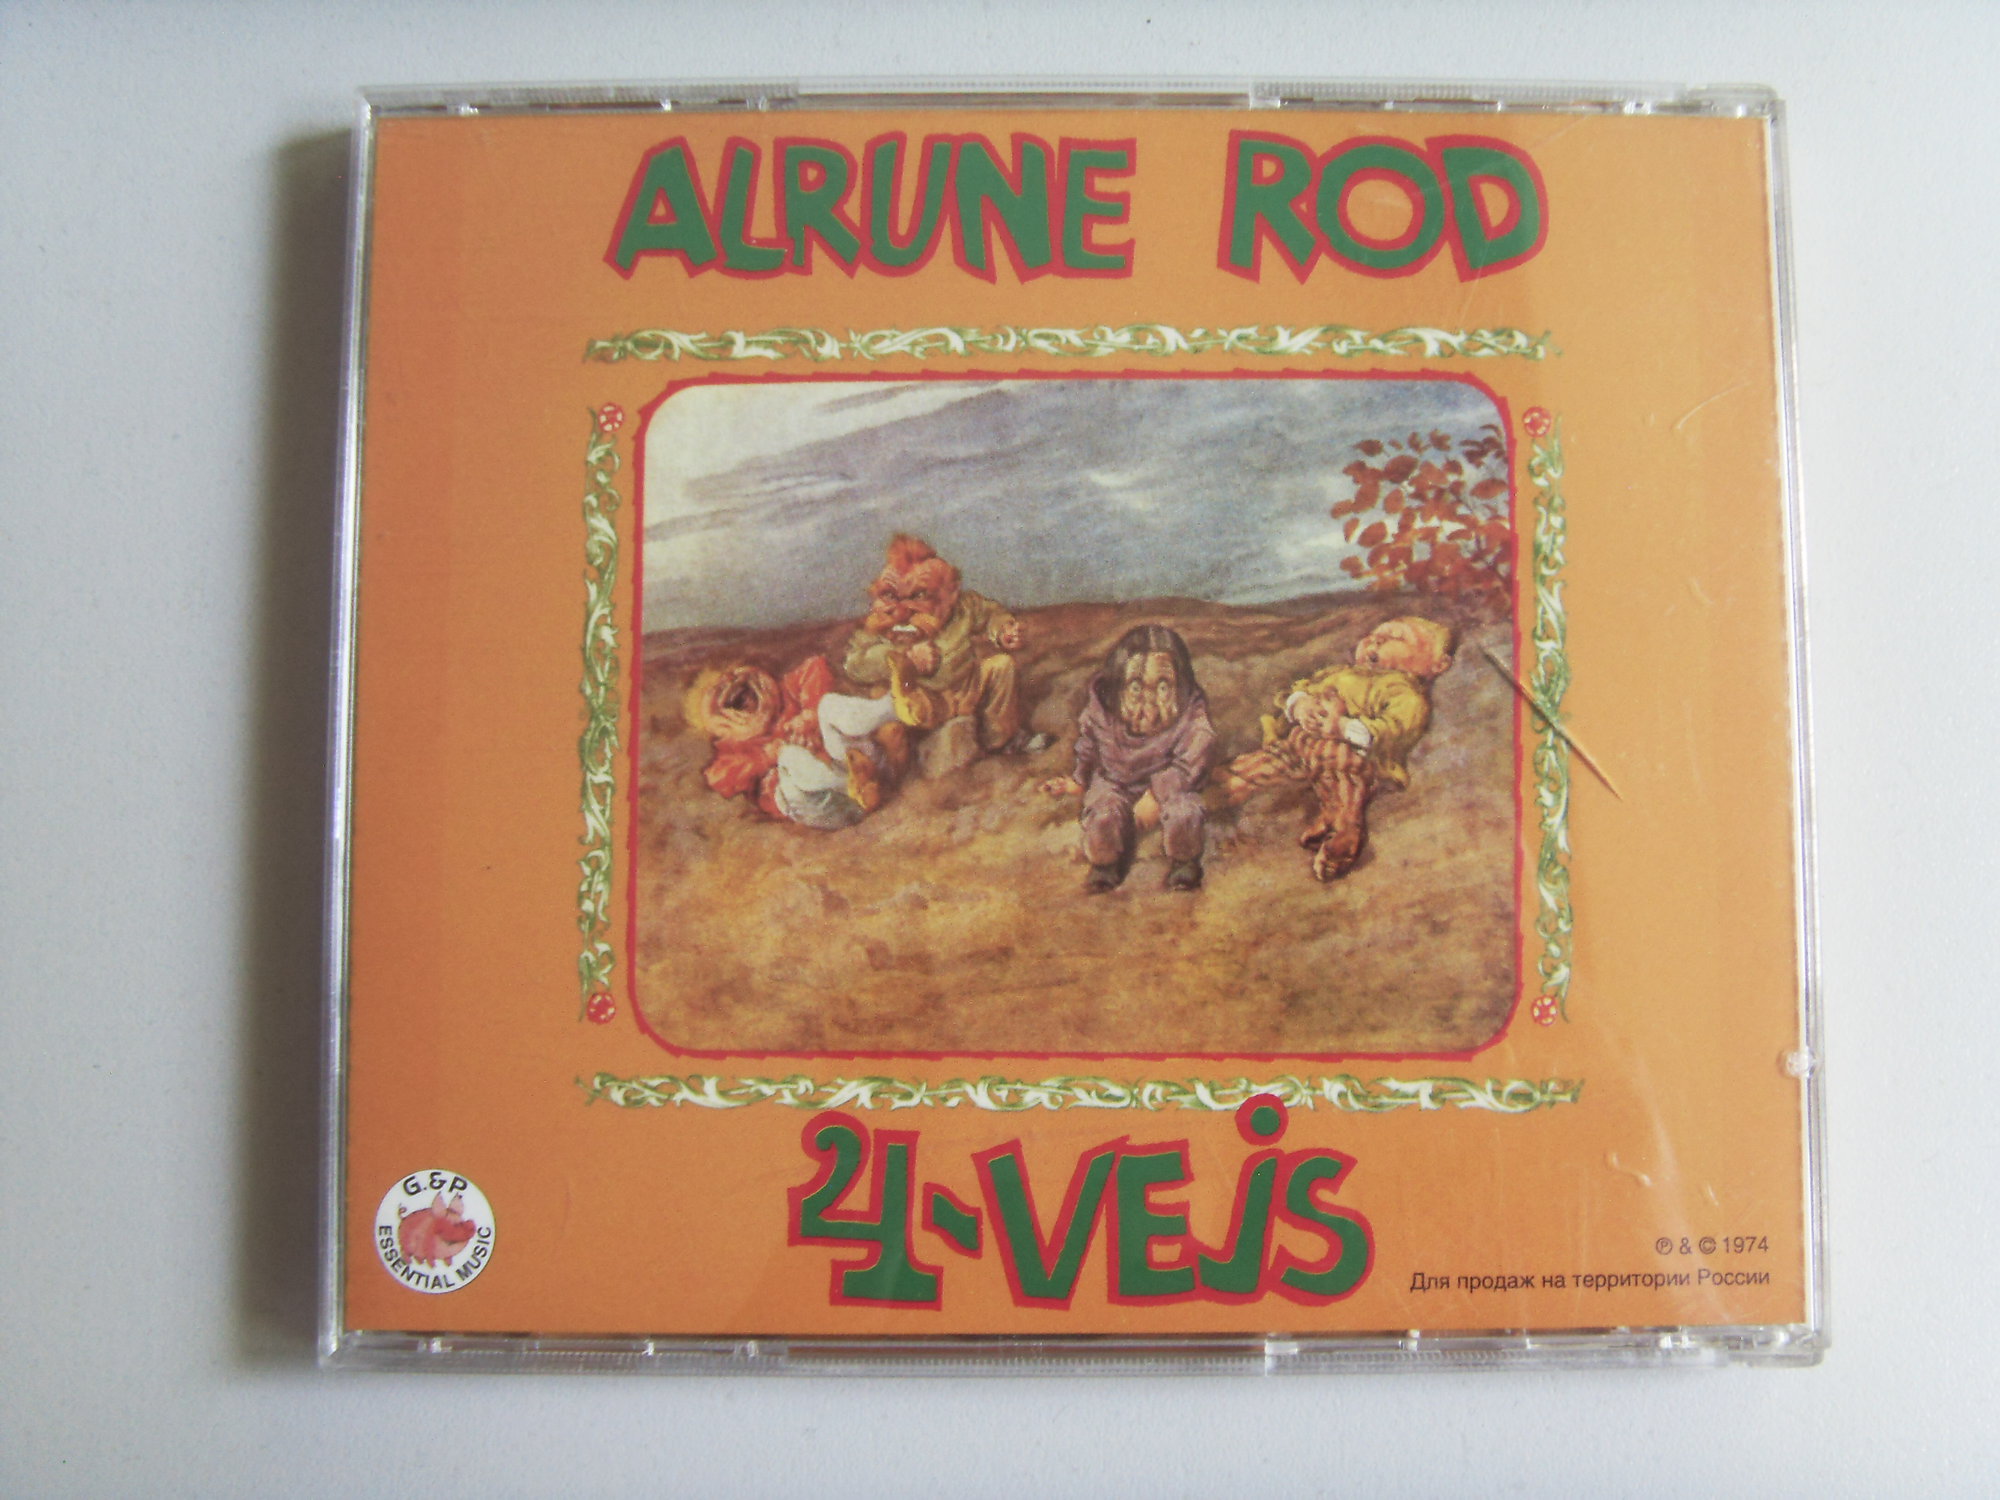 ALRUNE ROD
4-VEJS
G.&P.
ESSENTIAL MUSIC
℗ & © 1974
Для продаж на территории России